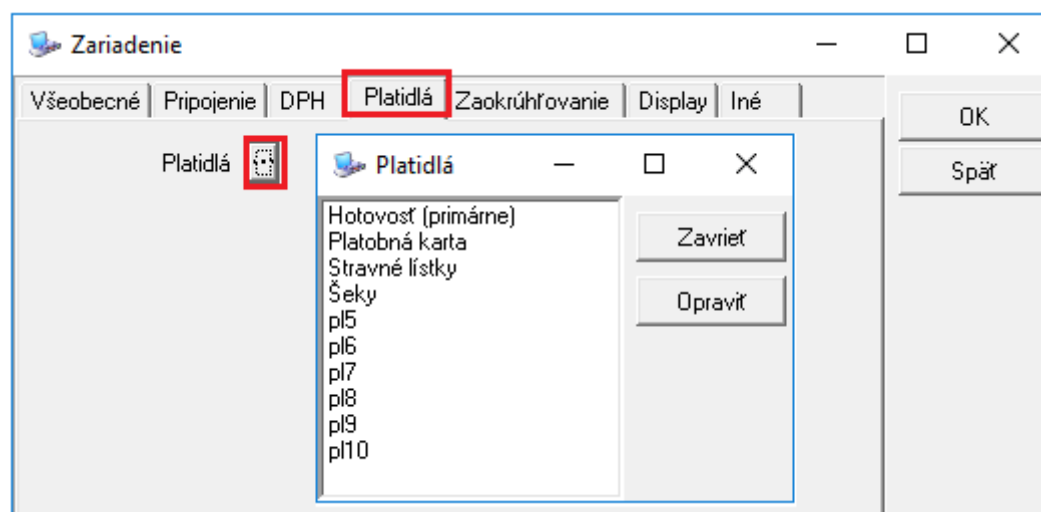 Zariadenie
Všeobecné Pripojenie DPH Platidlá Zaokrúhľovanie Display Iné
OK
Späť
Platidlá
Platidlá
Hotovosť (primárne)
Platobná karta
Stravné lístky
Šeky
pl5
pl6
pl7
pl8
pl9
pl10
Zavrieť
Opraviť